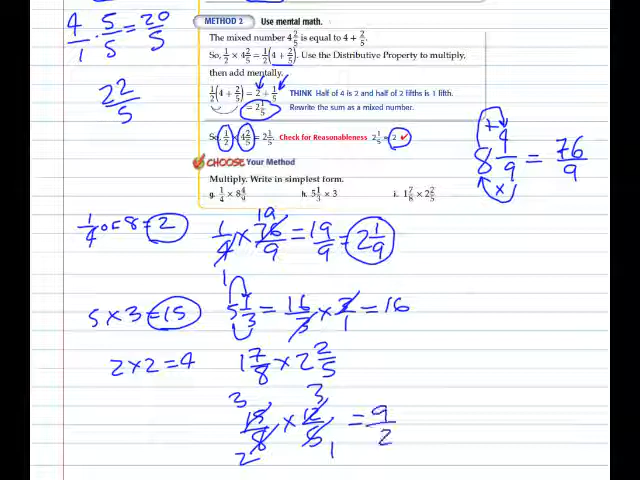 4/1 · 5/5 = 20/5
22/5
METHOD 2 Use mental math.
The mixed number 4 2/5 is equal to 4 + 2/5.
So, 1/2 × 4 2/5 = 1/2(4 + 2/5). Use the Distributive Property to multiply,
then add mentally.
1/2(4 + 2/5) = 2 + 1/5 THINK Half of 4 is 2 and half of 2 fifths is 1 fifth.
= 2 1/5 Rewrite the sum as a mixed number.
So, 1/2 × 4 2/5 = 2 1/5. Check for Reasonableness 2 1/5 ≈ 2 ✔
CHOOSE Your Method
Multiply. Write in simplest form.
g. 1/4 × 8 4/9 h. 5 1/3 × 3 i. 1 7/8 × 2 2/5
+
8 4/9 = 76/9
×
1/4 of 8 = 2
19
1/4 × 76/9 = 19/9 = 2 1/9
1
5 × 3 = 15
5 1/3 = 16/3 × 3/1 = 16
2 × 2 = 4
1 7/8 × 2 2/5
3 3
15/8 × 12/5 = 9/2
2 1